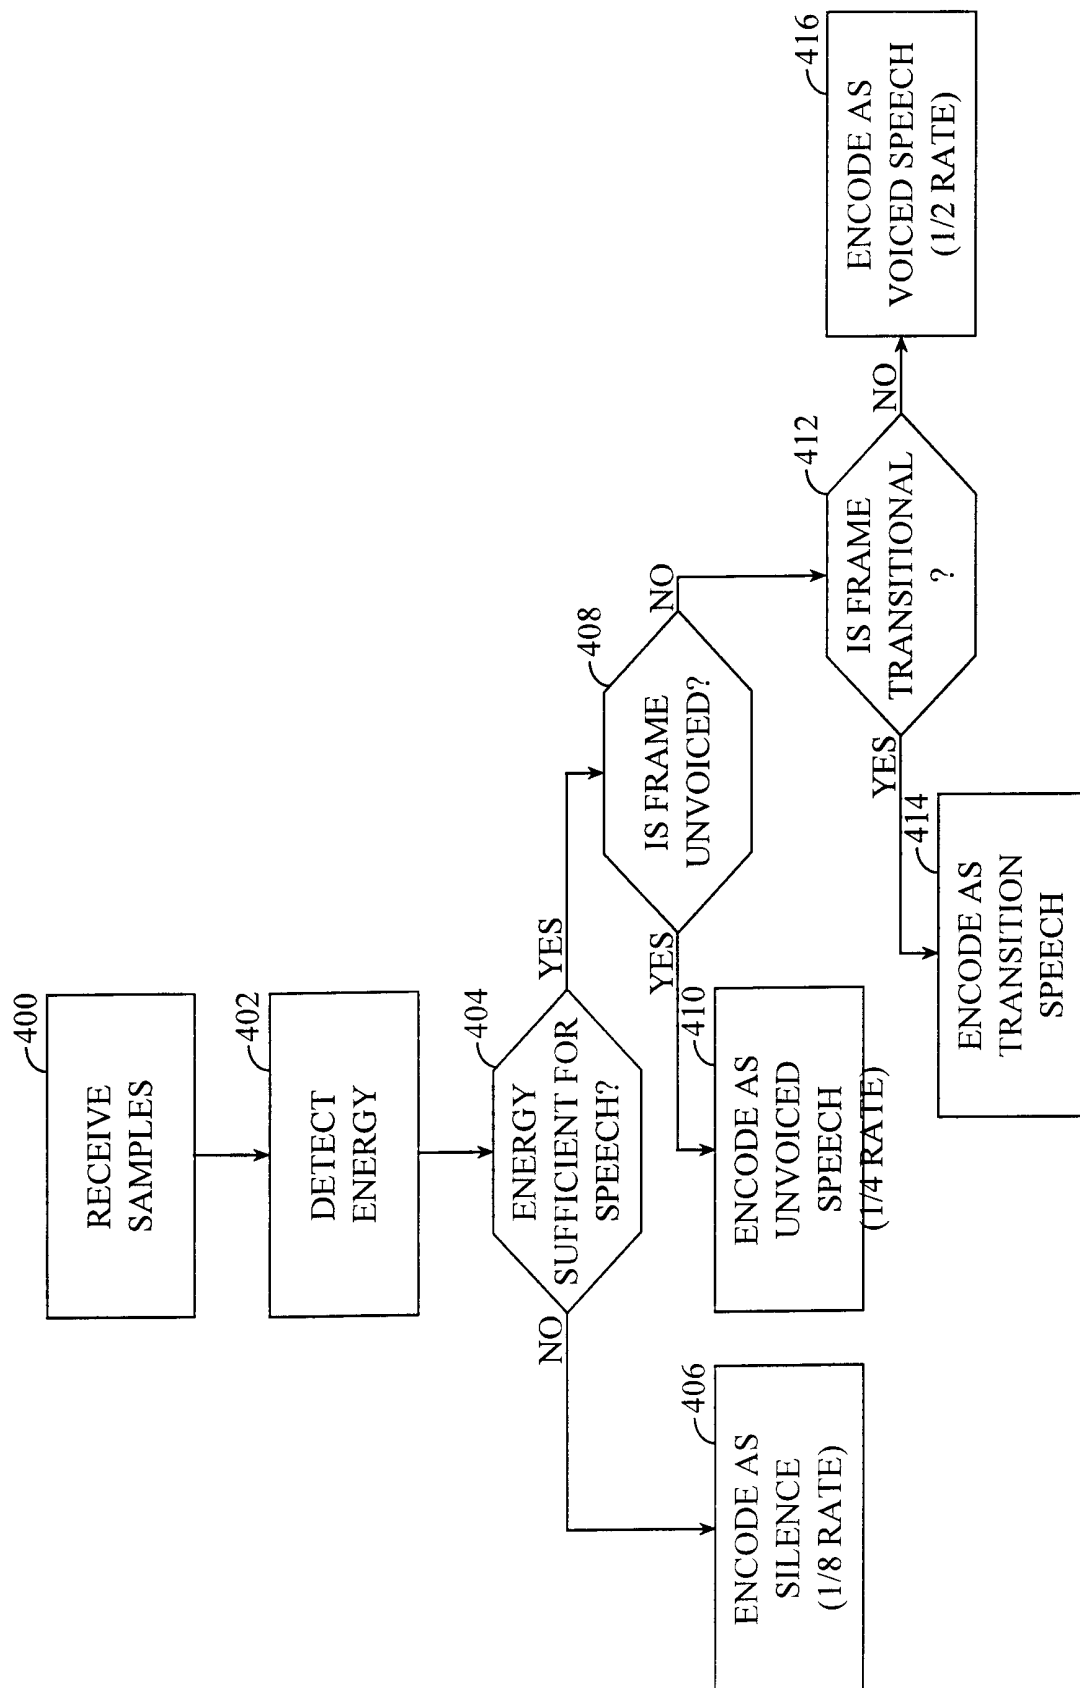 400
RECEIVE
SAMPLES
402
DETECT
ENERGY
404
ENERGY
SUFFICIENT FOR
SPEECH?
NO
YES
406
ENCODE AS
SILENCE
(1/8 RATE)
408
IS FRAME
UNVOICED?
YES
NO
410
ENCODE AS
UNVOICED
SPEECH
(1/4 RATE)
412
IS FRAME
TRANSITIONAL
?
YES
NO
414
ENCODE AS
TRANSITION
SPEECH
416
ENCODE AS
VOICED SPEECH
(1/2 RATE)